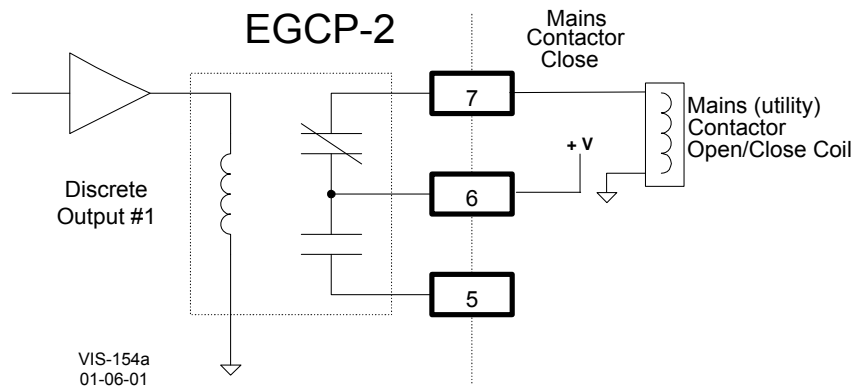 EGCP-2
Mains
Contactor
Close
7
Mains (utility)
Contactor
Open/Close Coil
+ V
6
Discrete
Output #1
5
VIS-154a
01-06-01